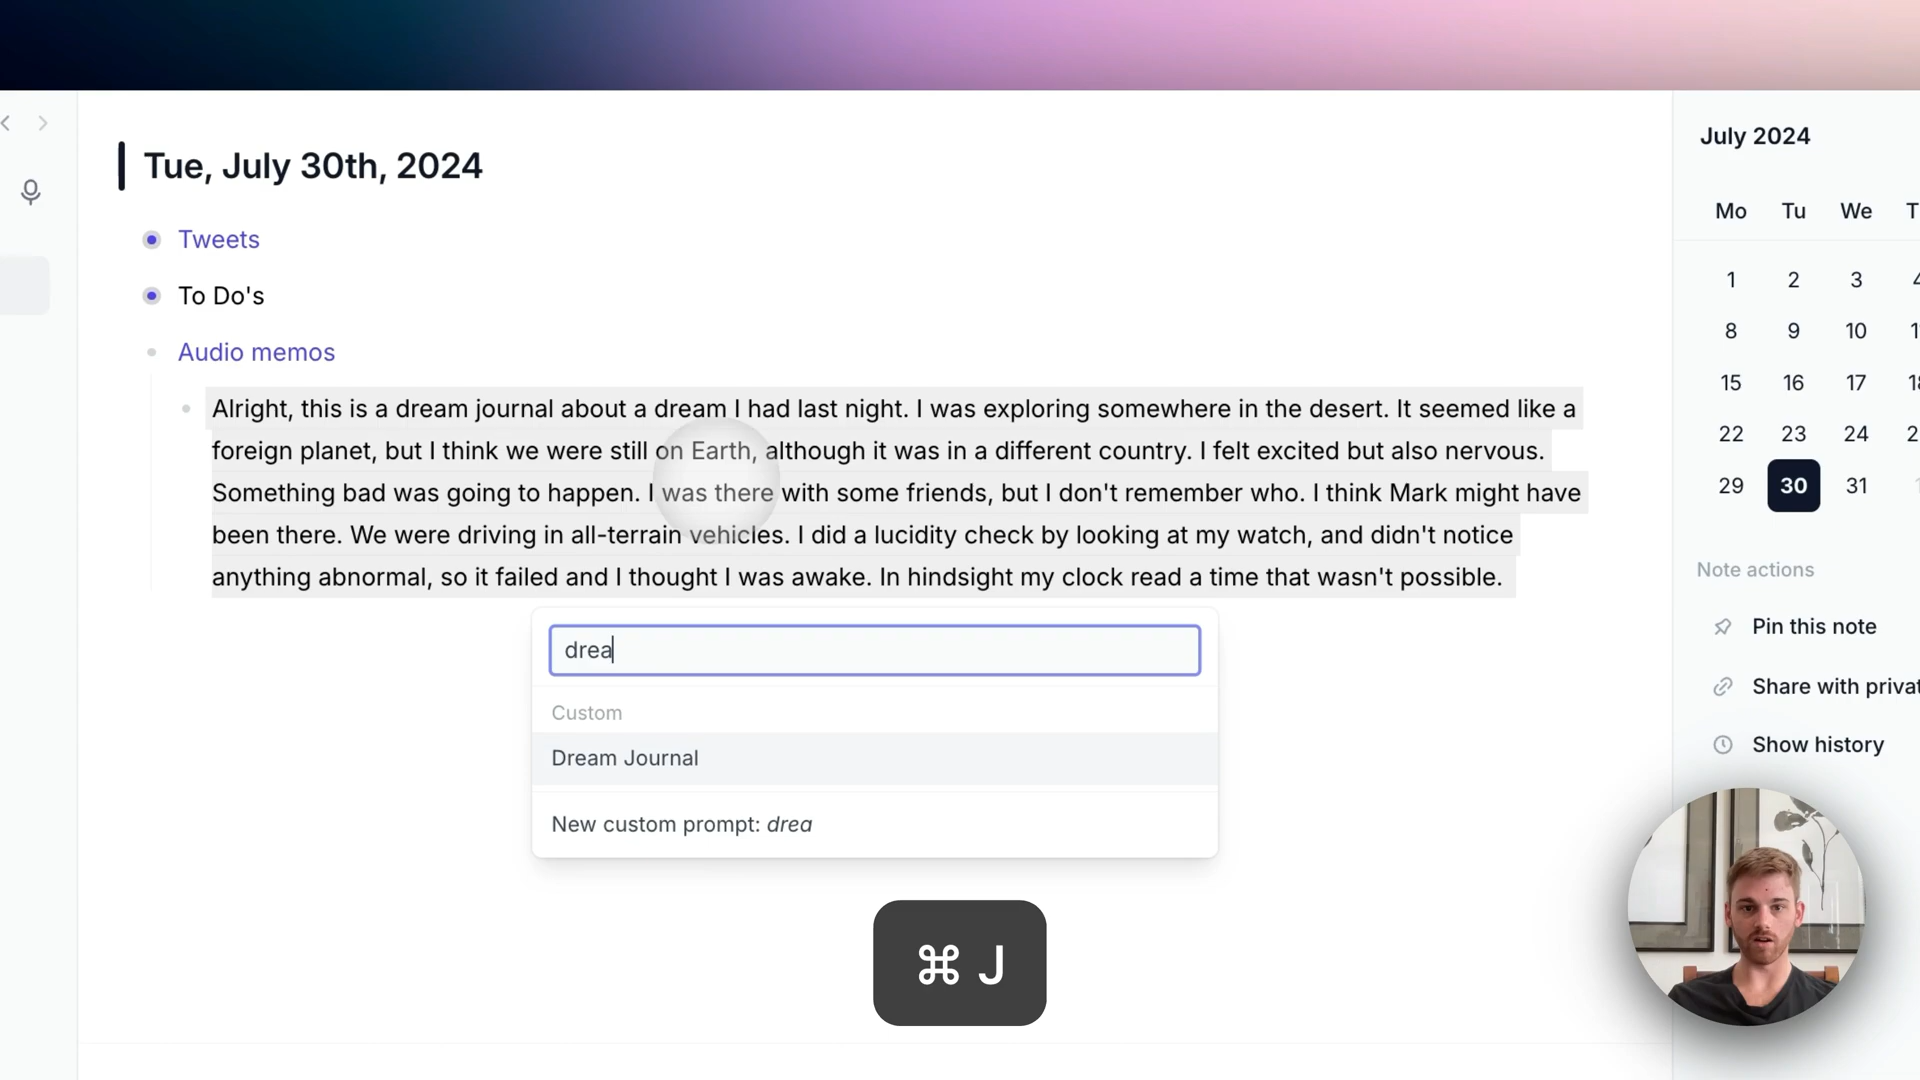 Tue, July 30th, 2024
Tweets
To Do's
Audio memos
Alright, this is a dream journal about a dream I had last night. I was exploring somewhere in the desert. It seemed like a
foreign planet, but I think we were still on Earth, although it was in a different country. I felt excited but also nervous.
Something bad was going to happen. I was there with some friends, but I don't remember who. I think Mark might have
been there. We were driving in all-terrain vehicles. I did a lucidity check by looking at my watch, and didn't notice
anything abnormal, so it failed and I thought I was awake. In hindsight my clock read a time that wasn't possible.
drea
Custom
Dream Journal
New custom prompt: drea
⌘ J
July 2024
Mo Tu We
1 2 3
8 9 10
15 16 17
22 23 24
29 30 31
Note actions
Pin this note
Share with
Show history